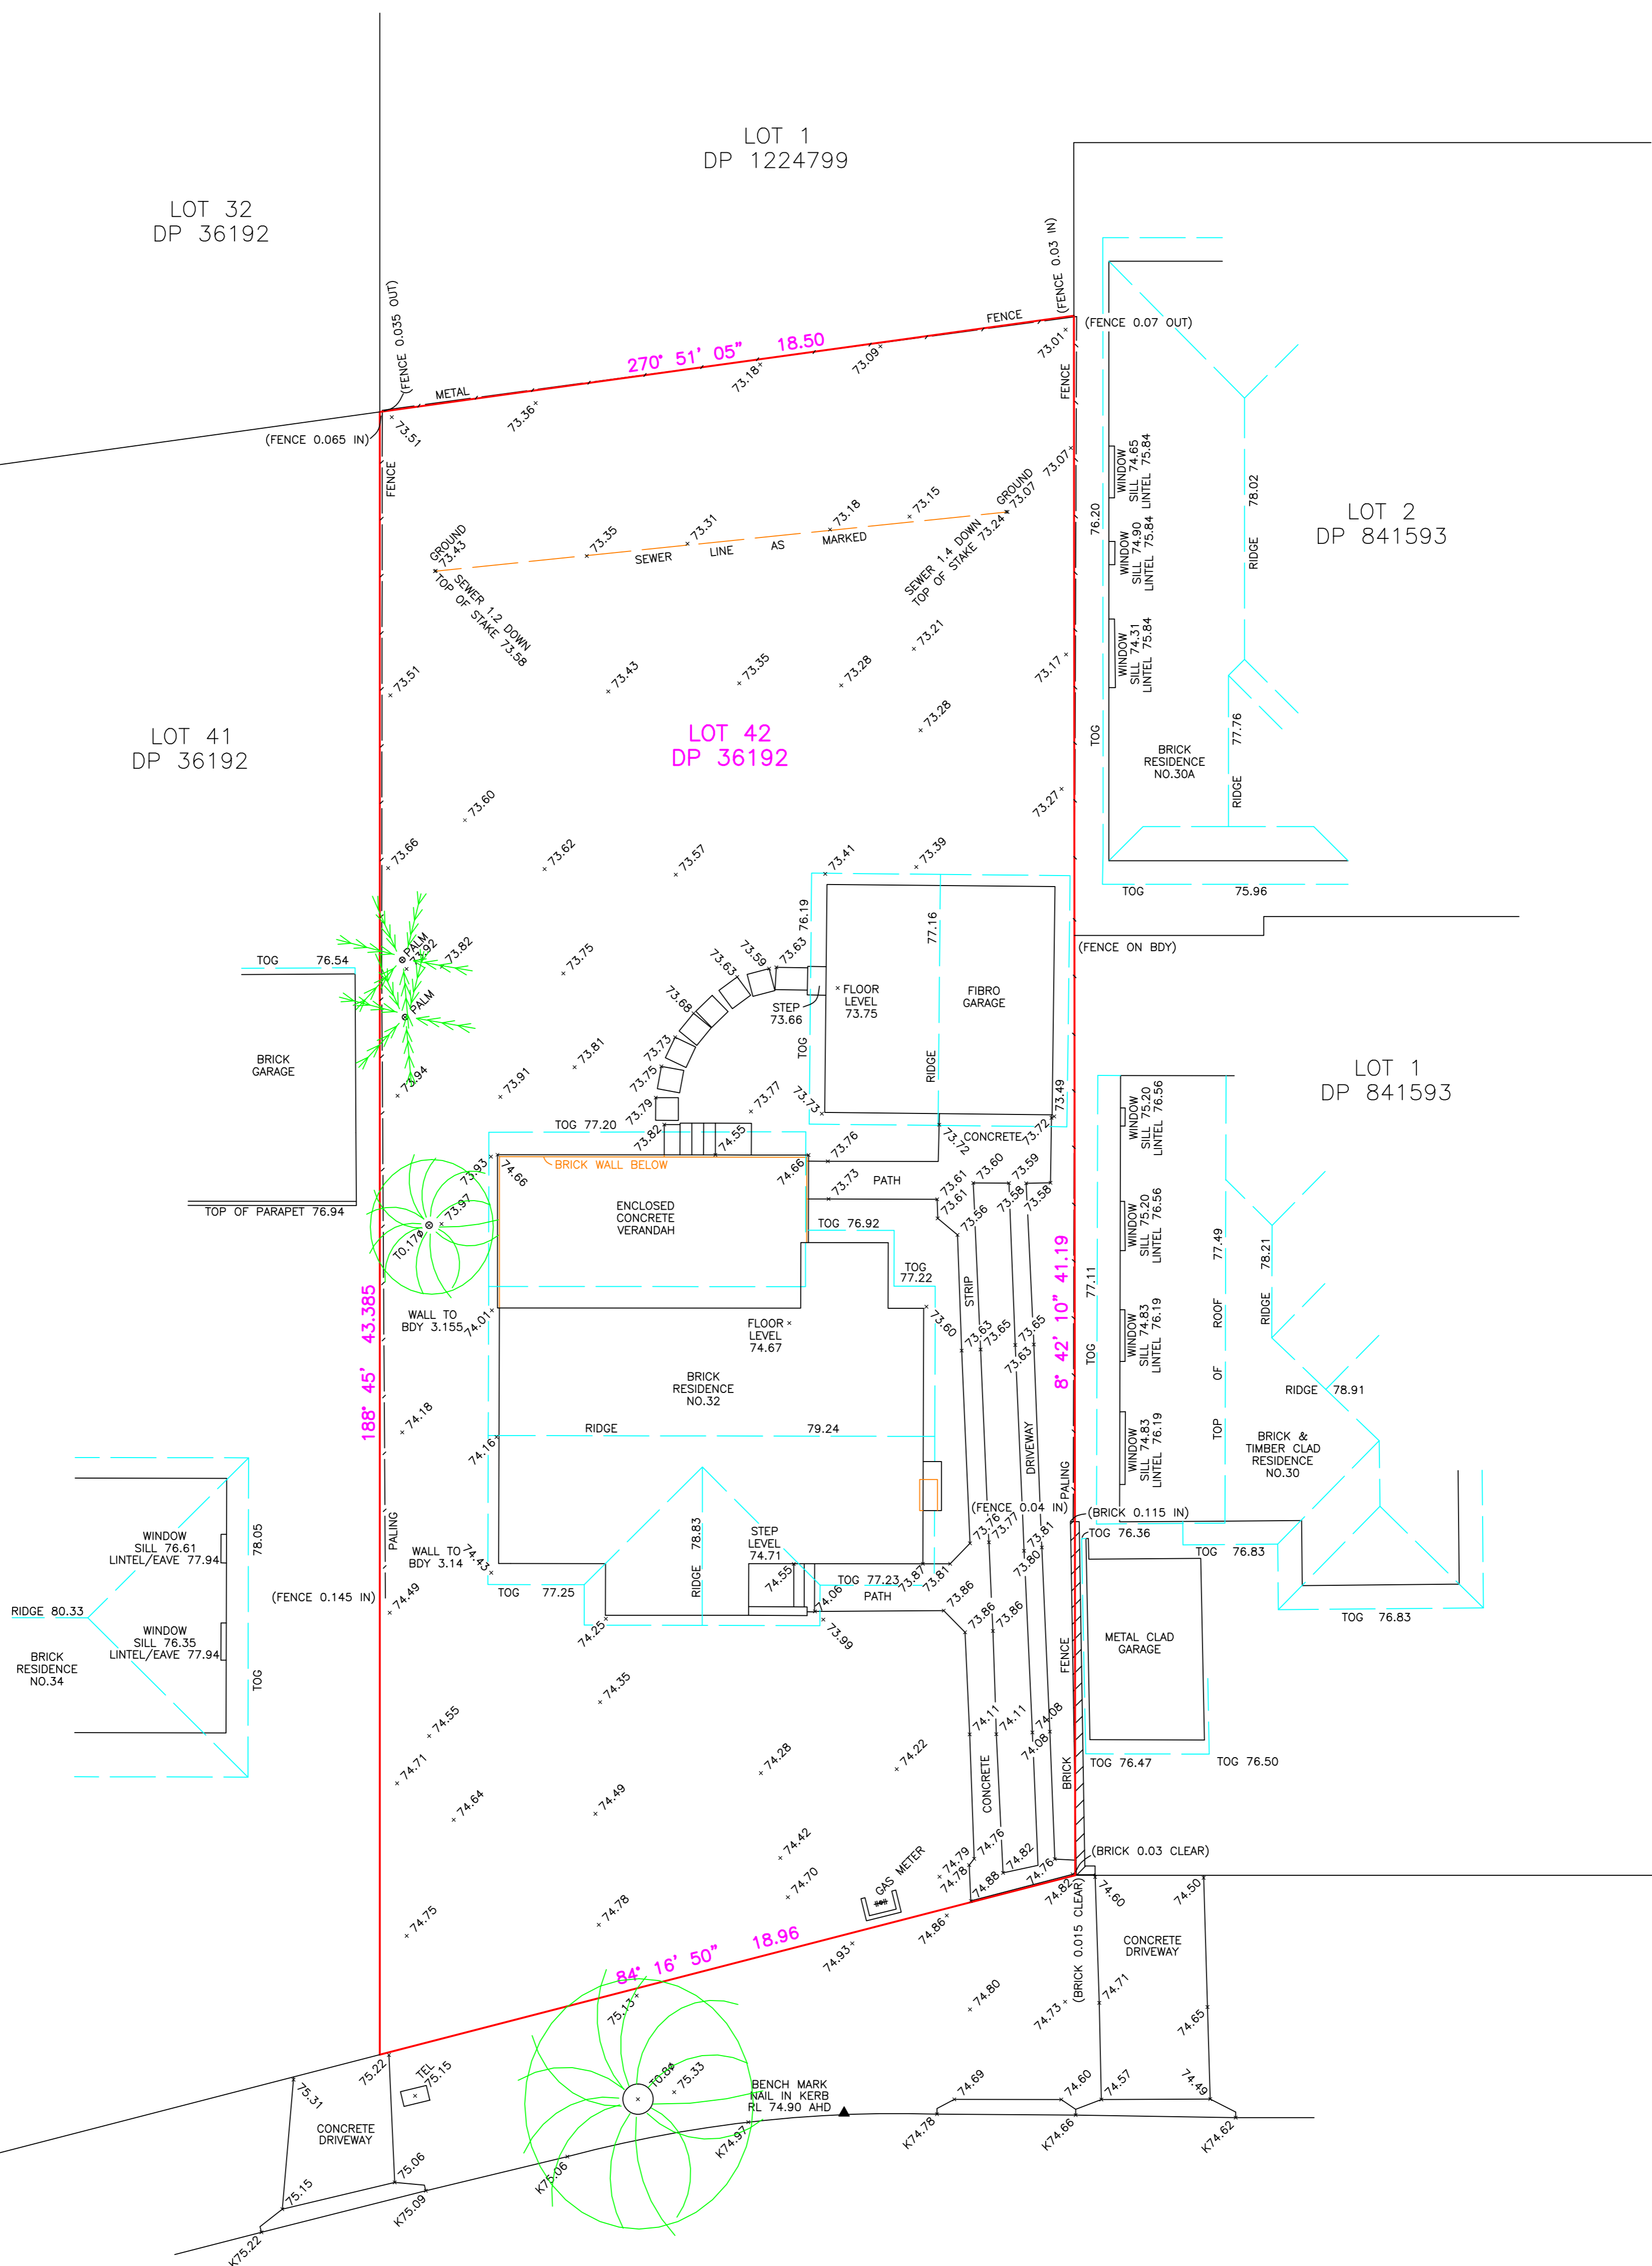 LOT 1
DP 1224799
LOT 32
DP 36192
(FENCE 0.035 OUT)
(FENCE 0.03 IN)
FENCE
(FENCE 0.07 OUT)
270° 51' 05" 18.50
73.01
73.09
73.18
METAL
73.36
73.51
(FENCE 0.065 IN)
FENCE
FENCE
73.07
WINDOW
SILL 74.65
LINTEL 75.84
78.02
RIDGE
LOT 2
DP 841593
76.20
WINDOW
SILL 74.90
LINTEL 75.84
GROUND
73.07
73.15
73.18
73.31
73.35
SEWER LINE AS MARKED
GROUND
73.43
SEWER 1.2 DOWN
TOP OF STAKE 73.58
SEWER 1.4 DOWN
TOP OF STAKE 73.24
73.21
WINDOW
SILL 74.31
LINTEL 75.84
73.17
73.51
73.43
73.35
73.28
73.28
TOG
77.76
RIDGE
BRICK
RESIDENCE
NO.30A
LOT 42
DP 36192
LOT 41
DP 36192
73.27
73.60
73.66
73.62
73.57
73.41
73.39
TOG 75.96
76.19
77.16
(FENCE ON BDY)
PALM
73.92
73.82
PALM
TOG 76.54
73.75
73.63
73.59
73.63
STEP
73.66
FLOOR
LEVEL
73.75
FIBRO
GARAGE
73.68
TOG
RIDGE
BRICK
GARAGE
73.94
73.91
73.81
73.73
73.75
73.79
73.82
73.77
73.73
73.49
LOT 1
DP 841593
TOG 77.20
74.55
73.76
73.72
CONCRETE
73.72
WINDOW
SILL 75.20
LINTEL 76.56
73.93
74.66
BRICK WALL BELOW
74.66
73.73
PATH
73.61
73.60
73.59
73.61
73.58
73.58
73.56
TOP OF PARAPET 76.94
73.97
T0.17ø
ENCLOSED
CONCRETE
VERANDAH
TOG 76.92
TOG
77.22
WINDOW
SILL 75.20
LINTEL 76.56
77.49
78.21
77.11
8° 42' 10" 41.19
188° 45' 43.385
WALL TO
BDY 3.155
74.01
FLOOR
LEVEL
74.67
73.60
STRIP
73.63
73.65
73.65
73.63
RIDGE
WINDOW
SILL 74.83
LINTEL 76.19
TOG
TOP OF ROOF
BRICK
RESIDENCE
NO.32
RIDGE 78.91
74.18
74.16
RIDGE 79.24
DRIVEWAY
WINDOW
SILL 74.83
LINTEL 76.19
BRICK &
TIMBER CLAD
RESIDENCE
NO.30
PALING
PALING
(FENCE 0.04 IN)
(BRICK 0.115 IN)
TOG 76.36
WINDOW
SILL 76.61
LINTEL/EAVE 77.94
78.05
WALL TO
BDY 3.14
74.43
78.83
RIDGE
STEP
LEVEL
74.71
74.55
73.76
73.77
73.81
73.80
TOG 76.83
(FENCE 0.145 IN)
74.49
TOG 77.25
TOG 77.23
PATH
73.87
73.81
73.86
74.06
73.99
73.86
73.86
TOG 76.83
RIDGE 80.33
WINDOW
SILL 76.35
LINTEL/EAVE 77.94
TOG
BRICK
RESIDENCE
NO.34
74.25
FENCE
METAL CLAD
GARAGE
74.35
74.55
74.71
74.64
74.49
74.28
74.22
74.11
74.11
74.08
74.08
TOG 76.47
TOG 76.50
CONCRETE
BRICK
74.42
74.70
GAS METER
74.79
74.78
74.76
74.88
74.82
74.76
74.82
(BRICK 0.03 CLEAR)
74.60
74.50
74.75
74.78
74.86
74.93
84° 16' 50" 18.96
(BRICK 0.015 CLEAR)
CONCRETE
DRIVEWAY
74.80
74.73
74.71
74.65
75.13
75.22
TEL
75.15
T0.8ø
75.33
BENCH MARK
NAIL IN KERB
RL 74.90 AHD
74.69
74.60
74.57
74.49
75.31
CONCRETE
DRIVEWAY
75.06
75.15
K75.22
K75.09
K75.06
K74.97
K74.78
K74.66
K74.62